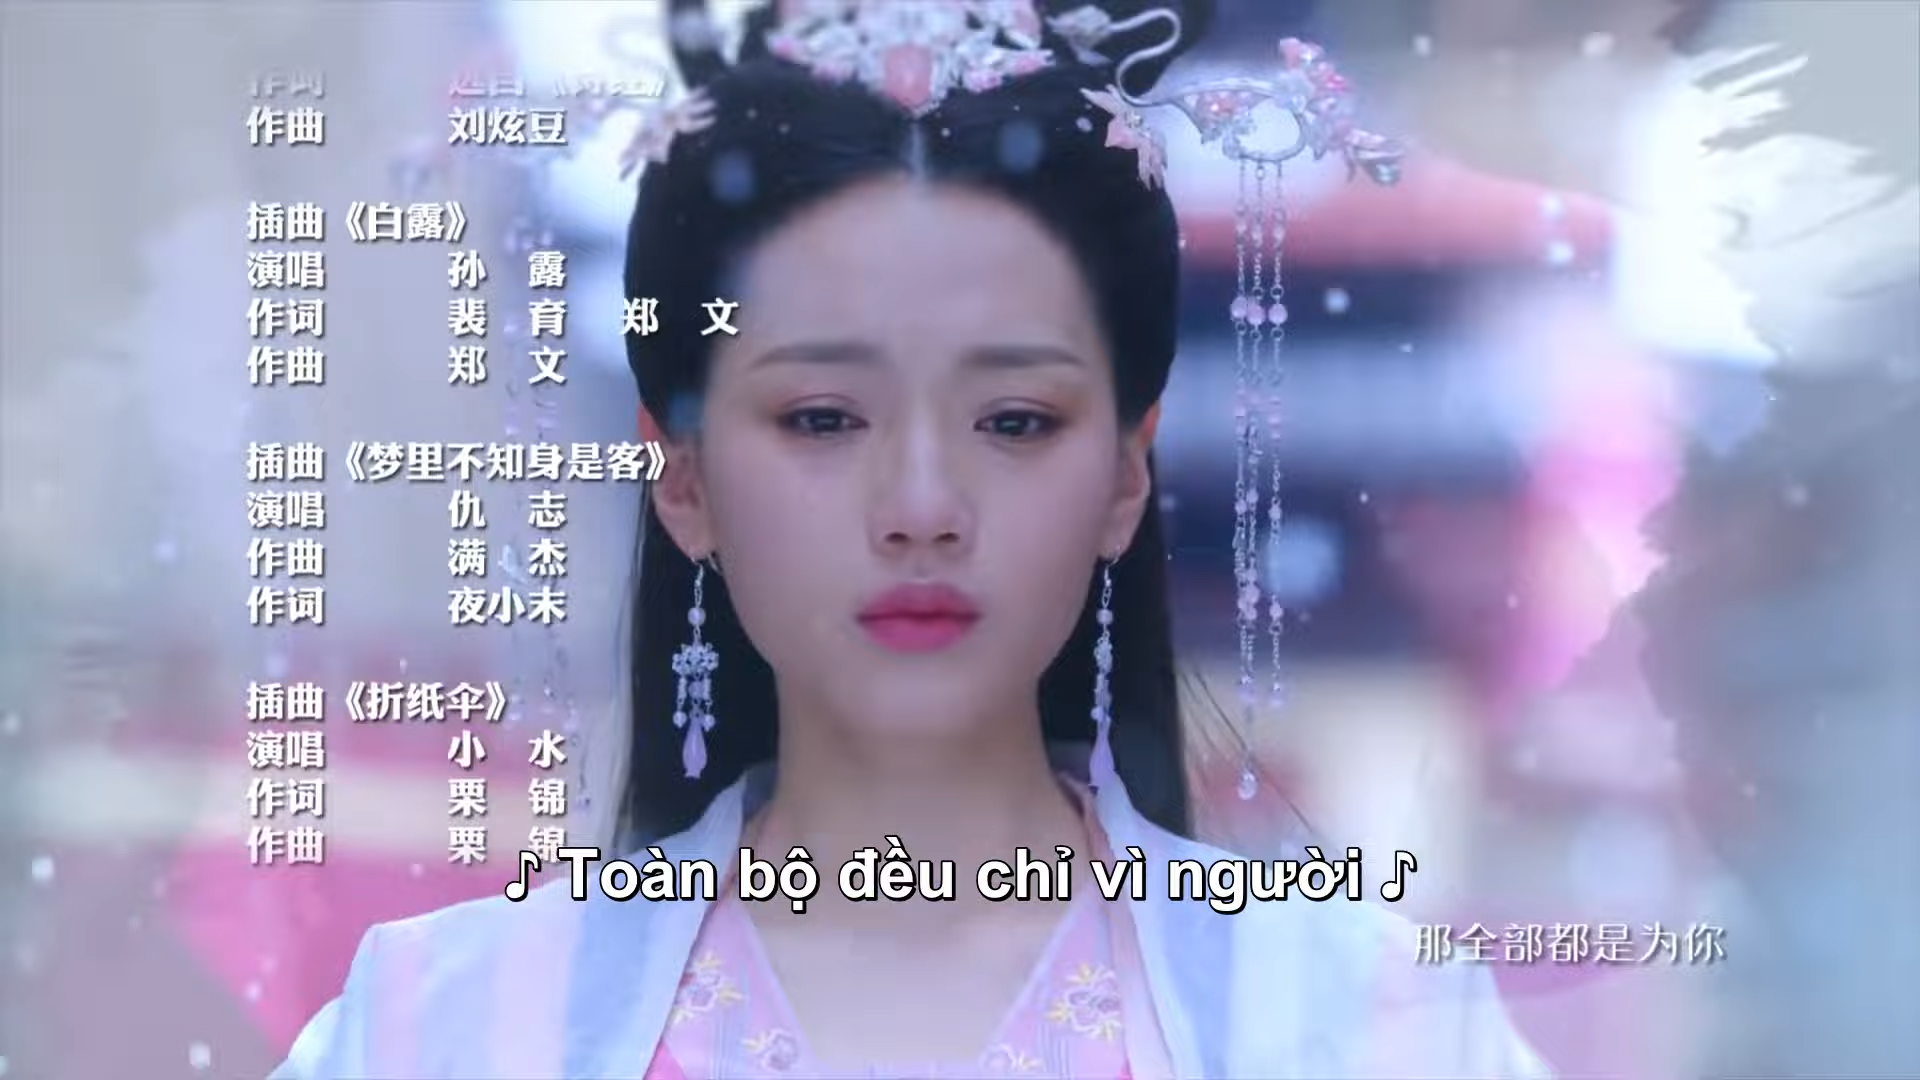 作曲 刘炫豆
插曲《白露》
演唱 孙 露
作词 裴 育 郑 文
作曲 郑 文
插曲《梦里不知身是客》
演唱 仇 志
作曲 满 杰
作词 夜小末
插曲《折纸伞》
演唱 小 水
作词 栗 锦
作曲 栗 锦
♪ Toàn bộ đều chỉ vì người ♪
那全部都是为你